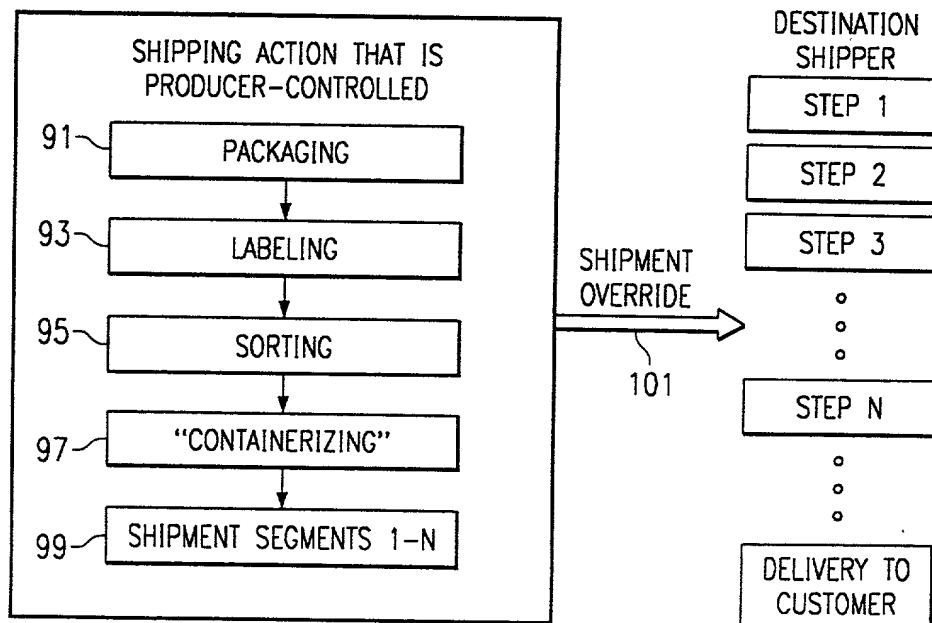 SHIPPING ACTION THAT IS
PRODUCER-CONTROLLED
91
PACKAGING
93
LABELING
95
SORTING
97
"CONTAINERIZING"
99
SHIPMENT SEGMENTS 1-N
SHIPMENT
OVERRIDE
101
DESTINATION
SHIPPER
STEP 1
STEP 2
STEP 3
STEP N
DELIVERY TO
CUSTOMER